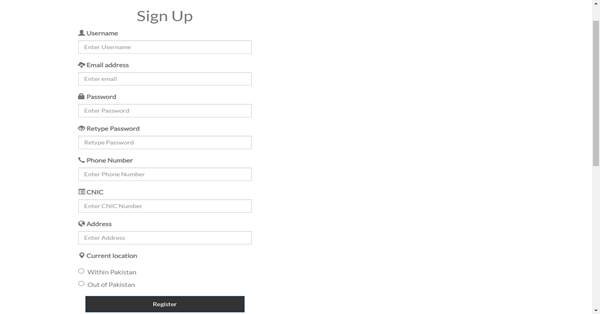 Sign Up
Username
Enter Username
Email address
Enter email
Password
Enter Password
Retype Password
Retype Password
Phone Number
Enter Phone Number
CNIC
Enter CNIC Number
Address
Enter Address
Current location
Within Pakistan
Out of Pakistan
Register